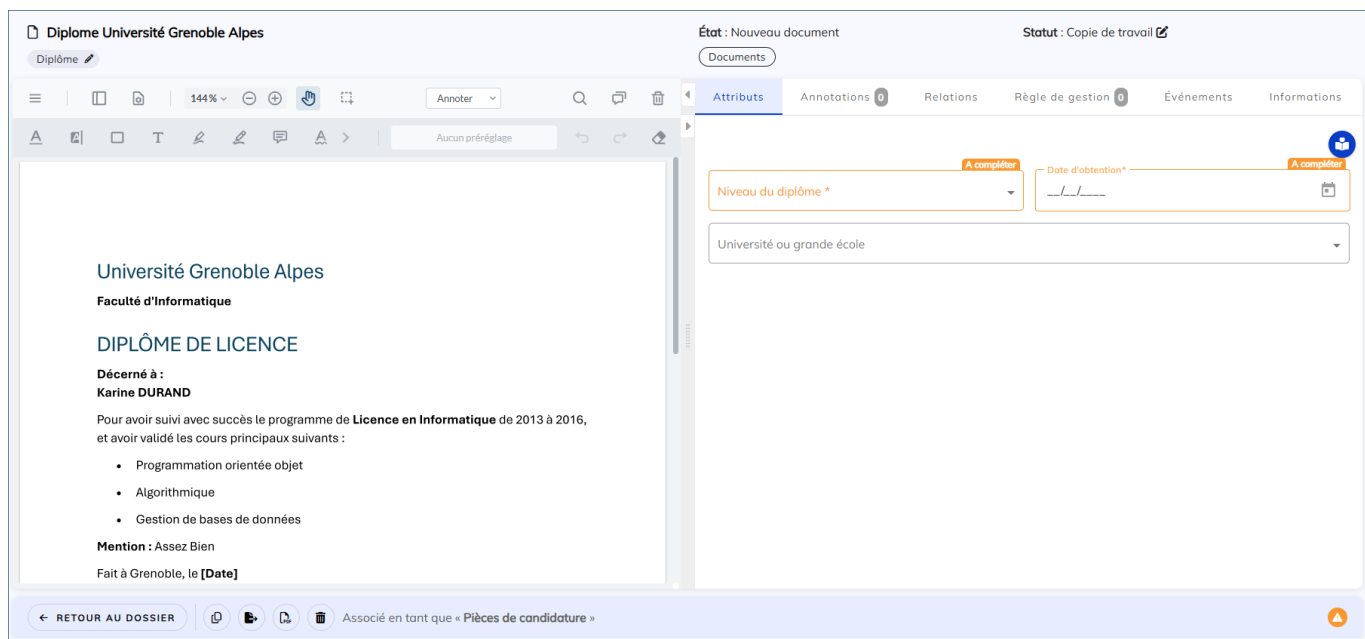 Diplome Université Grenoble Alpes
Diplôme
État : Nouveau document
Statut : Copie de travail
Documents
144%
Annoter
Aucun préréglage
Attributs
Annotations 0
Relations
Règle de gestion 0
Événements
Informations
A compléter
Niveau du diplôme *
A compléter
Date d'obtention*
__/__/____
Université ou grande école
Université Grenoble Alpes
Faculté d'Informatique
DIPLÔME DE LICENCE
Décerné à :
Karine DURAND
Pour avoir suivi avec succès le programme de Licence en Informatique de 2013 à 2016,
et avoir validé les cours principaux suivants :
• Programmation orientée objet
• Algorithmique
• Gestion de bases de données
Mention : Assez Bien
Fait à Grenoble, le [Date]
← RETOUR AU DOSSIER
PDF
Associé en tant que « Pièces de candidature »